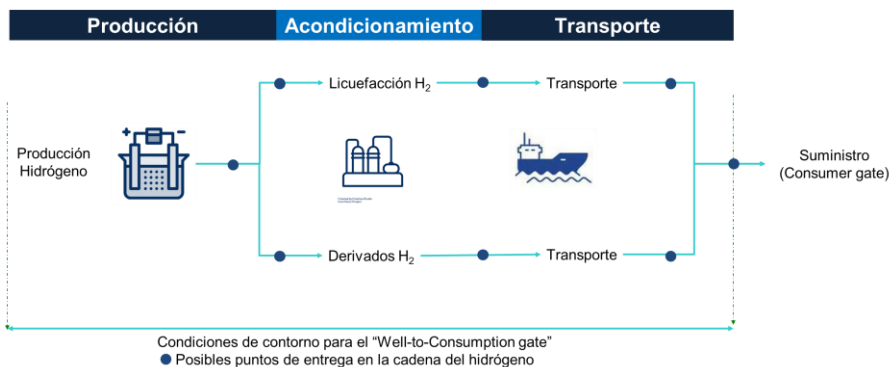 Producción
Acondicionamiento
Transporte
Licuefacción H₂
Transporte
Producción
Hidrógeno
Suministro
(Consumer gate)
Derivados H₂
Transporte
Condiciones de contorno para el “Well-to-Consumption gate”
Posibles puntos de entrega en la cadena del hidrógeno